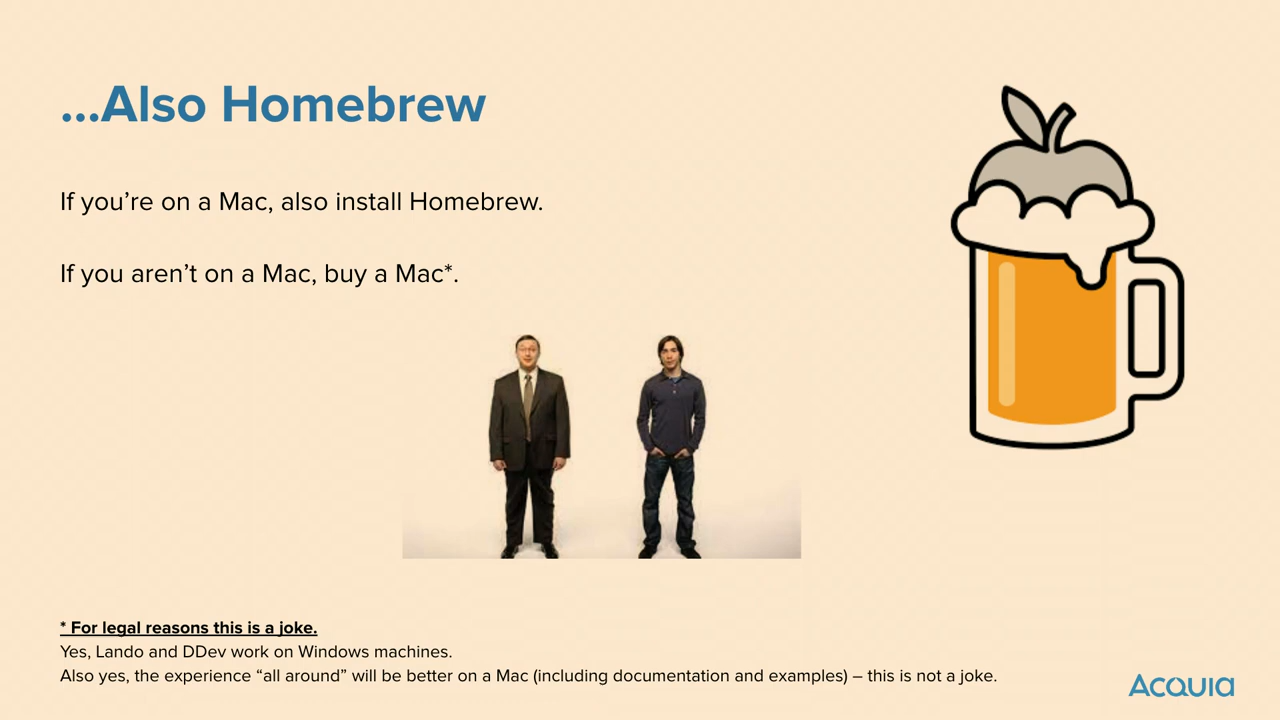 ...Also Homebrew
If you’re on a Mac, also install Homebrew.
If you aren’t on a Mac, buy a Mac*.
* For legal reasons this is a joke.
Yes, Lando and DDev work on Windows machines.
Also yes, the experience “all around” will be better on a Mac (including documentation and examples) – this is not a joke.
ACQUIA